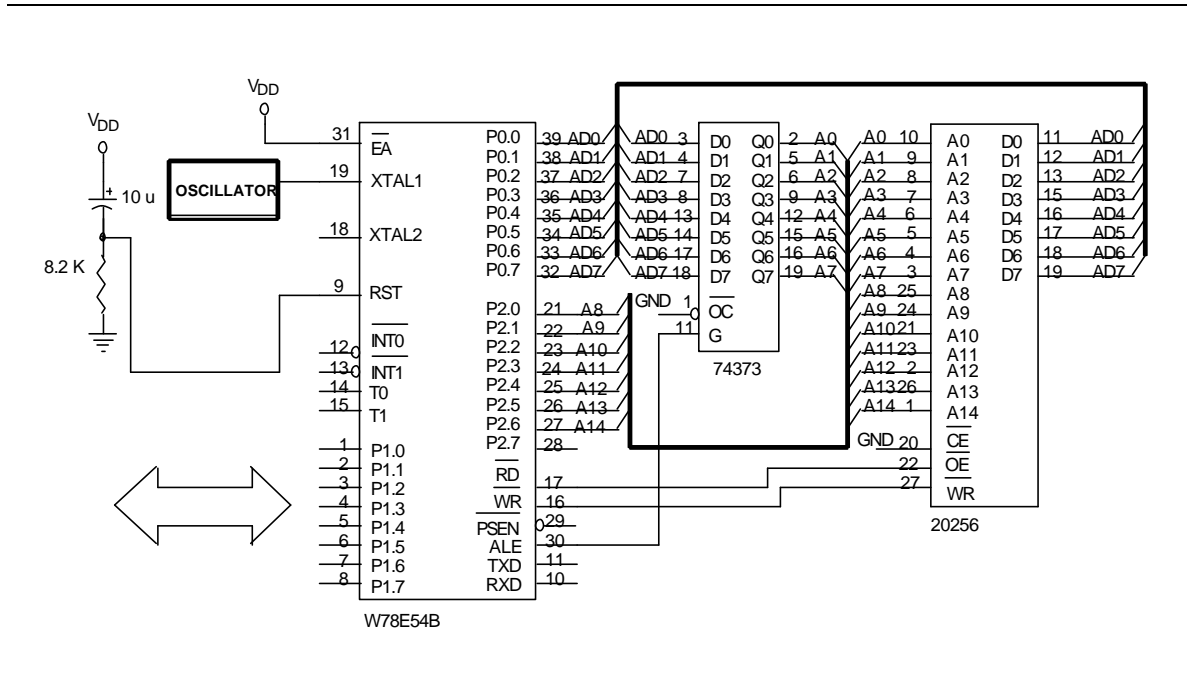 VDD
VDD
10 u
8.2 K
OSCILLATOR
31 EA
19 XTAL1
18 XTAL2
9 RST
12 INT0
13 INT1
14 T0
15 T1
1 P1.0
2 P1.1
3 P1.2
4 P1.3
5 P1.4
6 P1.5
7 P1.6
8 P1.7
P0.0 39 AD0
P0.1 38 AD1
P0.2 37 AD2
P0.3 36 AD3
P0.4 35 AD4
P0.5 34 AD5
P0.6 33 AD6
P0.7 32 AD7
P2.0 21 A8
P2.1 22 A9
P2.2 23 A10
P2.3 24 A11
P2.4 25 A12
P2.5 26 A13
P2.6 27 A14
P2.7 28
RD 17
WR 16
PSEN 29
ALE 30
TXD 11
RXD 10
W78E54B
AD0 3 D0 Q0 2 A0
AD1 4 D1 Q1 5 A1
AD2 7 D2 Q2 6 A2
AD3 8 D3 Q3 9 A3
AD4 13 D4 Q4 12 A4
AD5 14 D5 Q5 15 A5
AD6 17 D6 Q6 16 A6
AD7 18 D7 Q7 19 A7
GND 1 OC
11 G
74373
A0 10 A0 D0 11 AD0
A1 9 A1 D1 12 AD1
A2 8 A2 D2 13 AD2
A3 7 A3 D3 15 AD3
A4 6 A4 D4 16 AD4
A5 5 A5 D5 17 AD5
A6 4 A6 D6 18 AD6
A7 3 A7 D7 19 AD7
A8 25 A8
A9 24 A9
A10 21 A10
A11 23 A11
A12 2 A12
A13 26 A13
A14 1 A14
GND 20 CE
22 OE
27 WR
20256